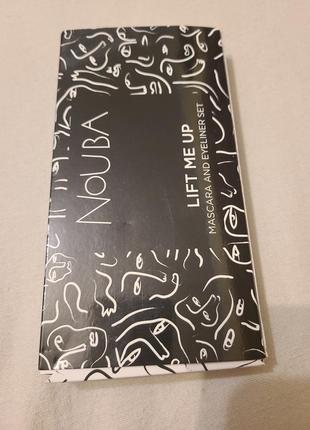 NOUBA
LIFT ME UP
MASCARA AND EYELINER SET